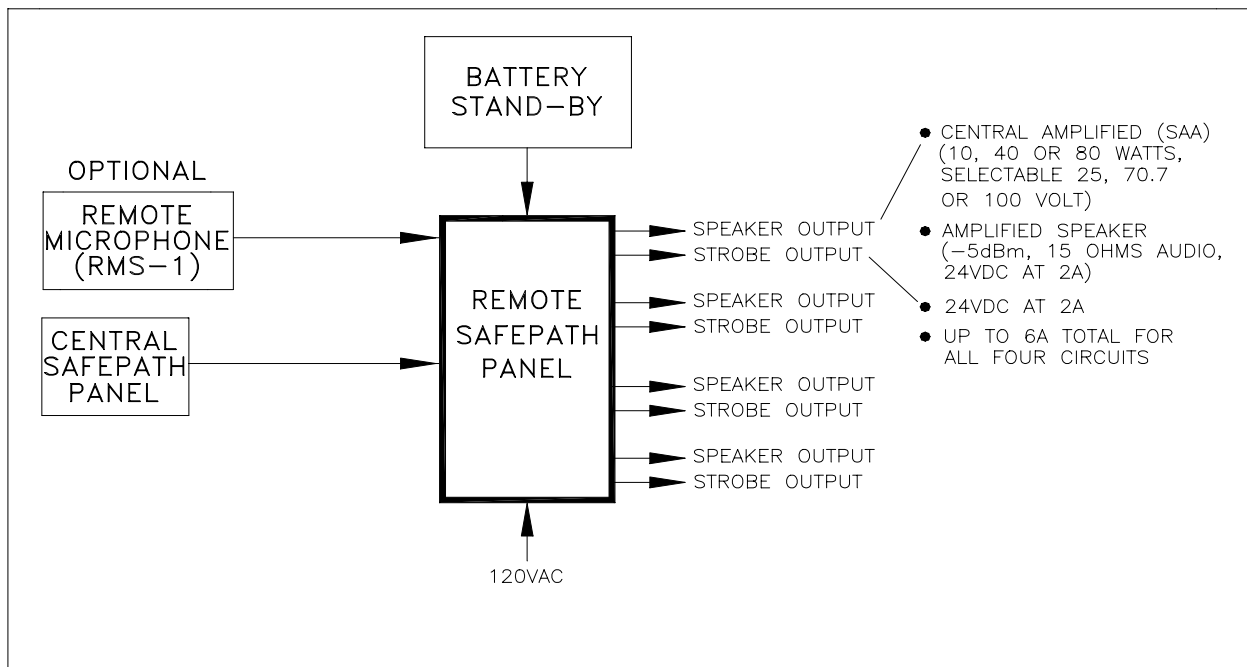 BATTERY
STAND-BY
OPTIONAL
REMOTE
MICROPHONE
(RMS-1)
CENTRAL
SAFEPATH
PANEL
REMOTE
SAFEPATH
PANEL
120VAC
SPEAKER OUTPUT
STROBE OUTPUT
SPEAKER OUTPUT
STROBE OUTPUT
SPEAKER OUTPUT
STROBE OUTPUT
SPEAKER OUTPUT
STROBE OUTPUT
● CENTRAL AMPLIFIED (SAA)
(10, 40 OR 80 WATTS,
SELECTABLE 25, 70.7
OR 100 VOLT)
● AMPLIFIED SPEAKER
(-5dBm, 15 OHMS AUDIO,
24VDC AT 2A)
● 24VDC AT 2A
● UP TO 6A TOTAL FOR
ALL FOUR CIRCUITS